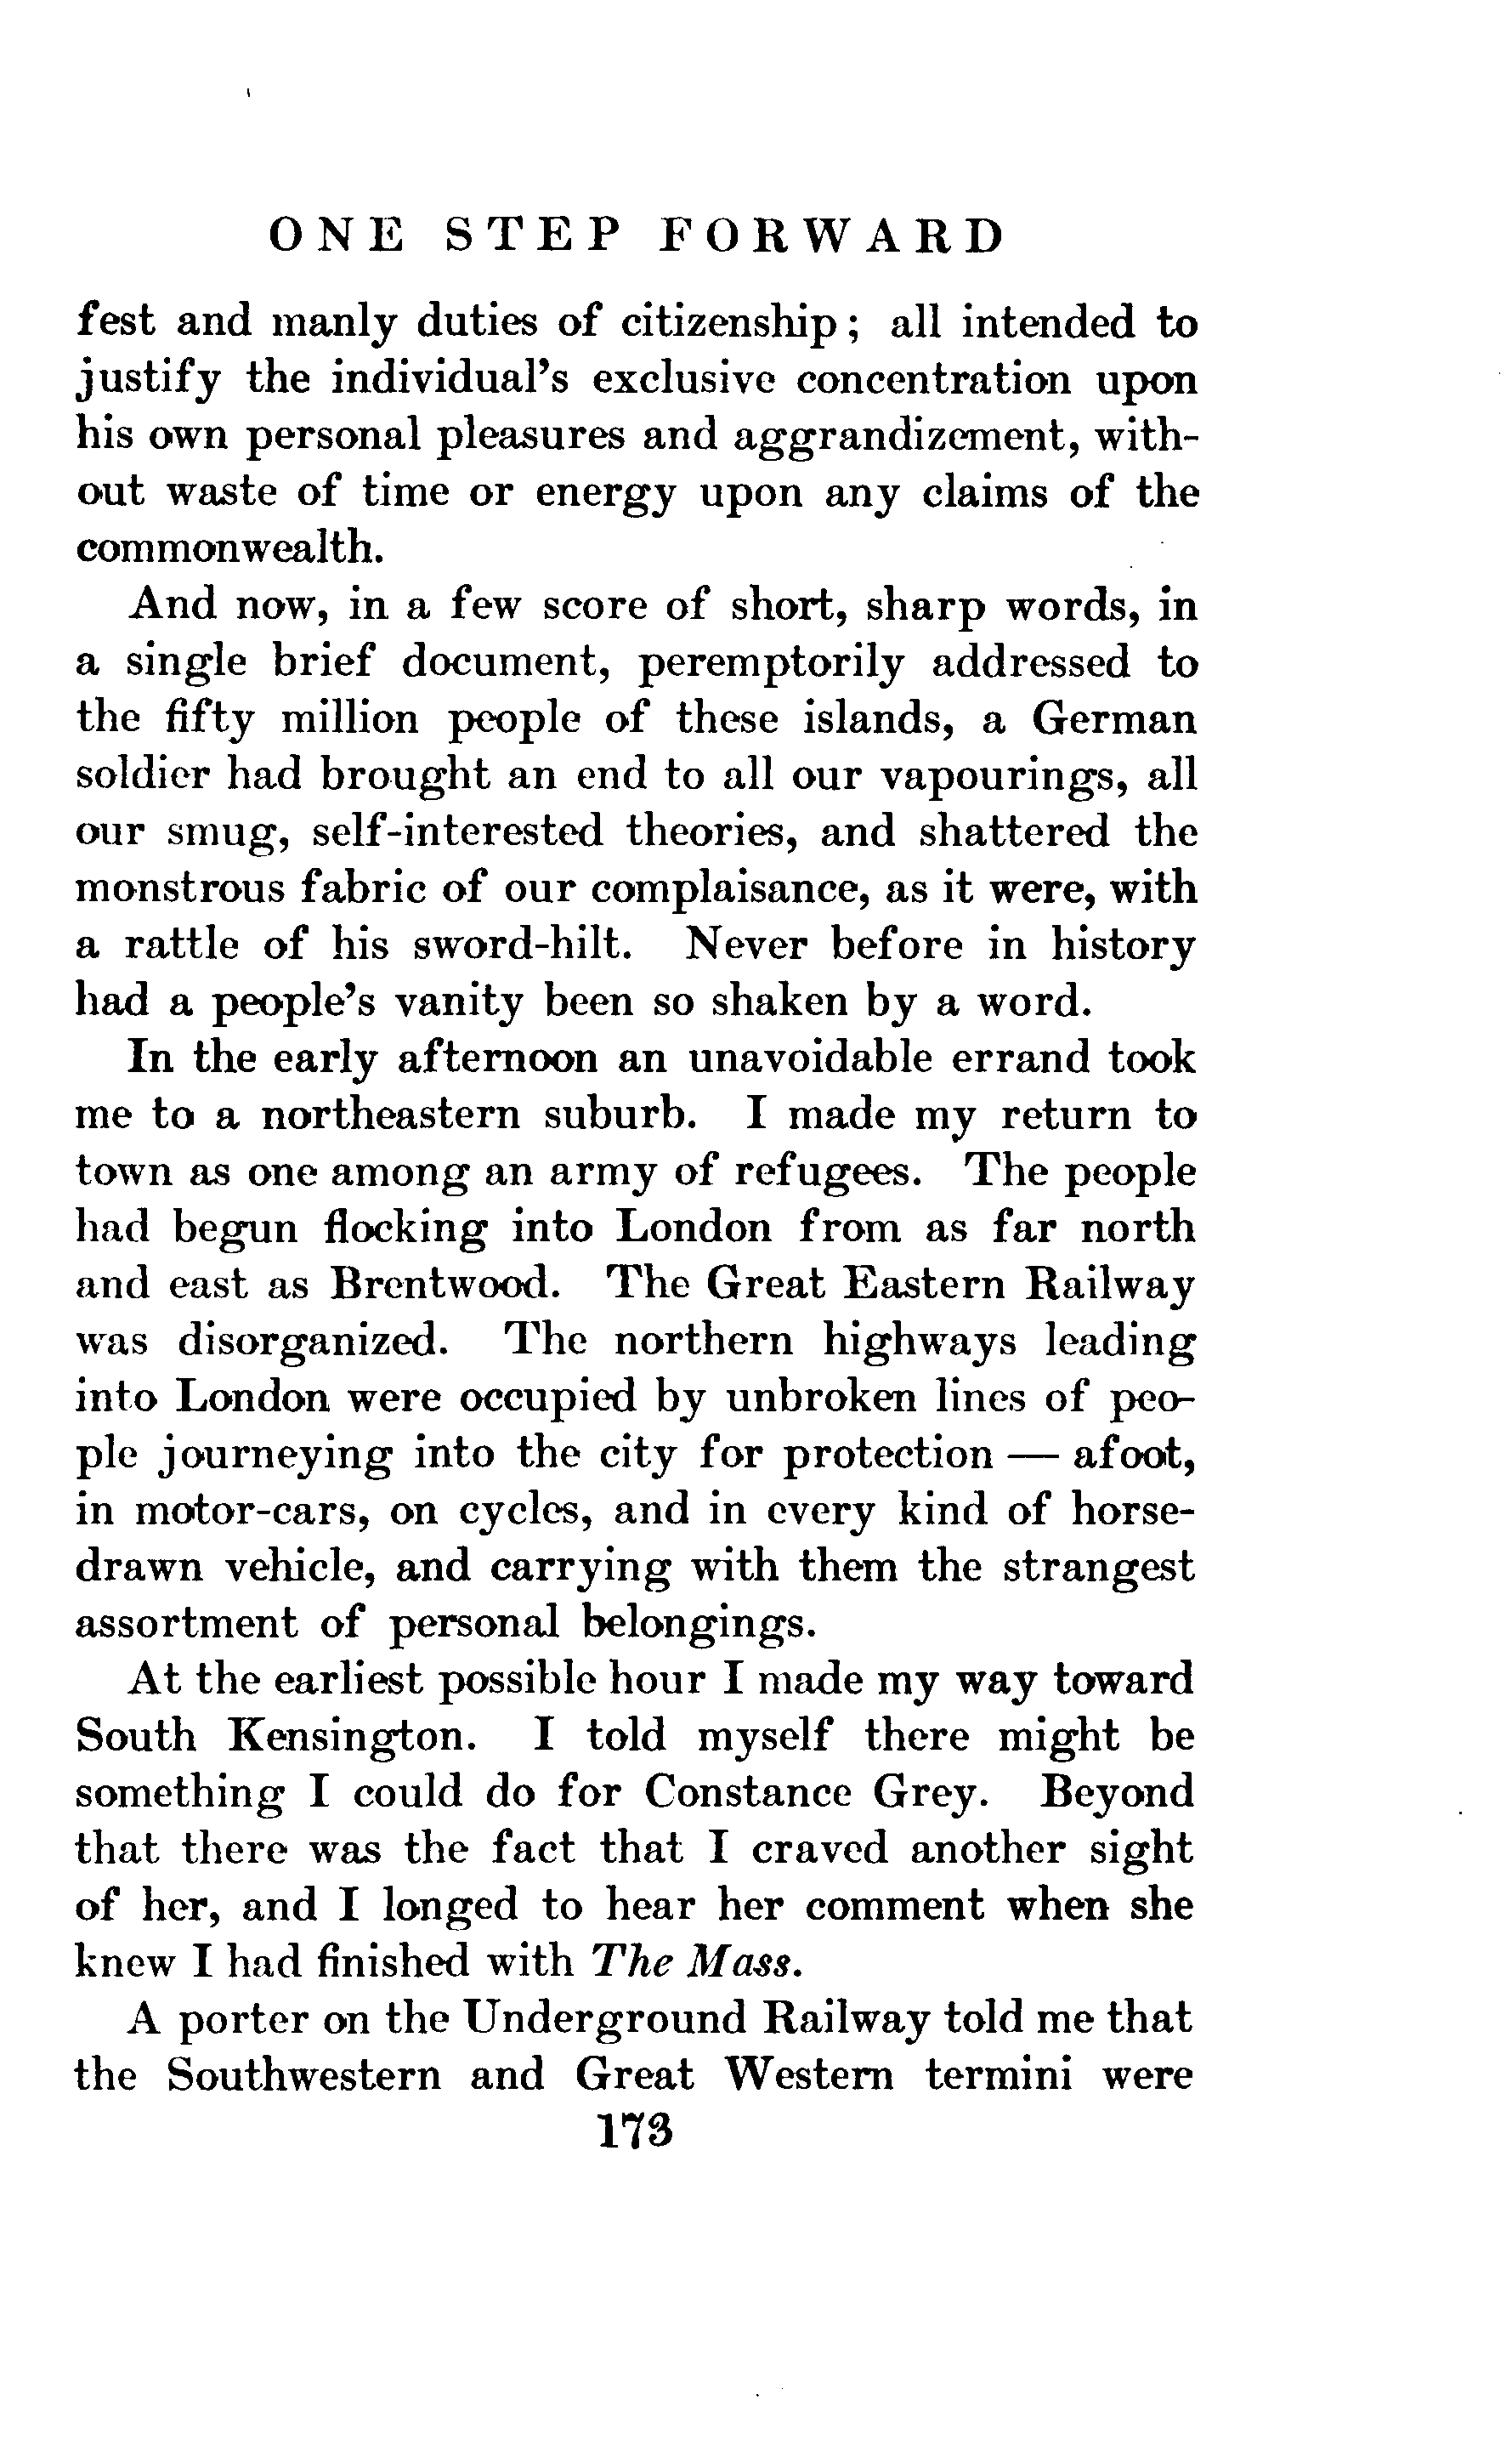 ONE STEP FORWARD
fest and manly duties of citizenship; all intended to
justify the individual's exclusive concentration upon
his own personal pleasures and aggrandizement, with-
out waste of time or energy upon any claims of the
commonwealth.
And now, in a few score of short, sharp words, in
a single brief document, peremptorily addressed to
the fifty million people of these islands, a German
soldier had brought an end to all our vapourings, all
our smug, self-interested theories, and shattered the
monstrous fabric of our complaisance, as it were, with
a rattle of his sword-hilt. Never before in history
had a people's vanity been so shaken by a word.
In the early afternoon an unavoidable errand took
me to a northeastern suburb. I made my return to
town as one among an army of refugees. The people
had begun flocking into London from as far north
and east as Brentwood. The Great Eastern Railway
was disorganized. The northern highways leading
into London were occupied by unbroken lines of peo-
ple journeying into the city for protection — afoot,
in motor-cars, on cycles, and in every kind of horse-
drawn vehicle, and carrying with them the strangest
assortment of personal belongings.
At the earliest possible hour I made my way toward
South Kensington. I told myself there might be
something I could do for Constance Grey. Beyond
that there was the fact that I craved another sight
of her, and I longed to hear her comment when she
knew I had finished with The Mass.
A porter on the Underground Railway told me that
the Southwestern and Great Western termini were
173